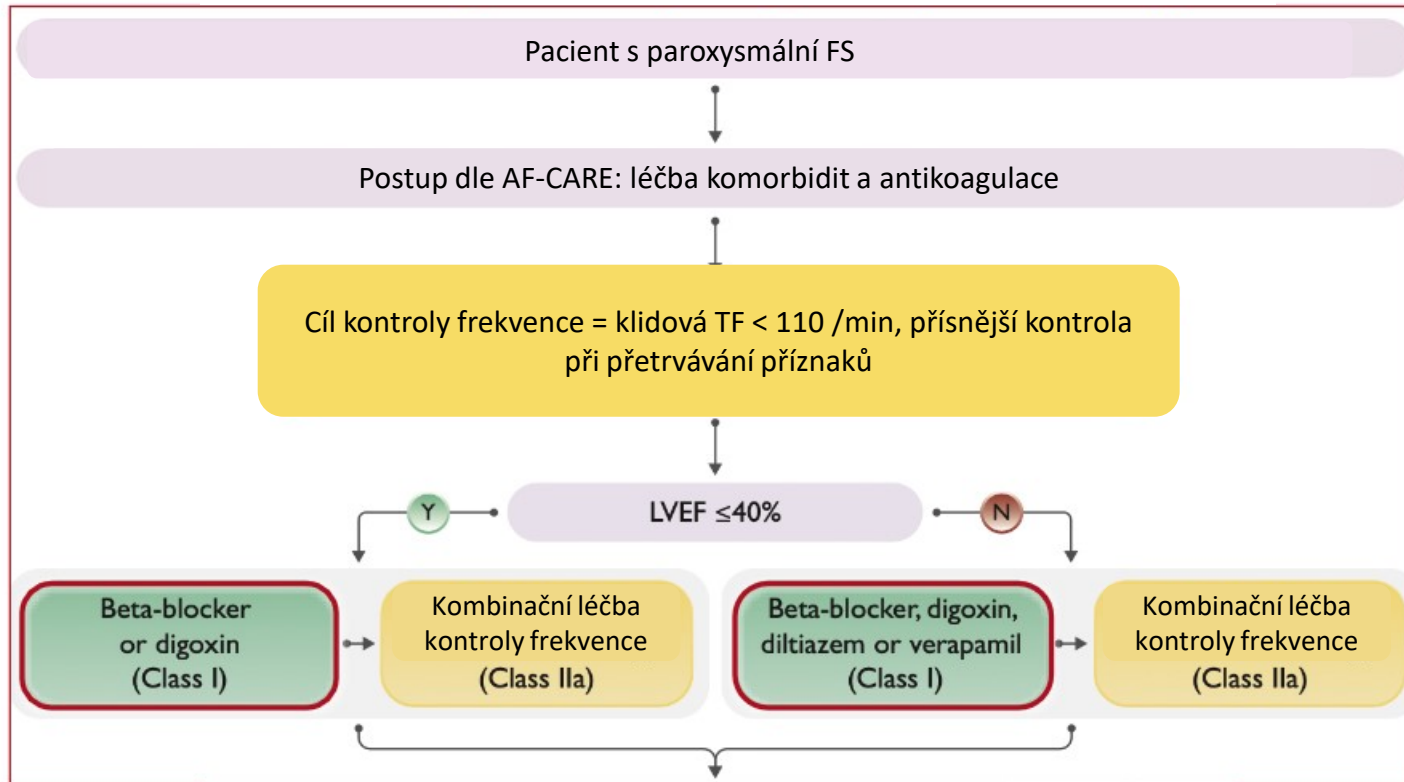 Pacient s paroxysmální FS
Postup dle AF-CARE: léčba komorbidit a antikoagulace
Cíl kontroly frekvence = klidová TF < 110 /min, přísnější kontrola
při přetrvávání příznaků
Y
LVEF ≤40%
N
Beta-blocker
or digoxin
(Class I)
Kombinační léčba
kontroly frekvence
(Class IIa)
Beta-blocker, digoxin,
diltiazem or verapamil
(Class I)
Kombinační léčba
kontroly frekvence
(Class IIa)